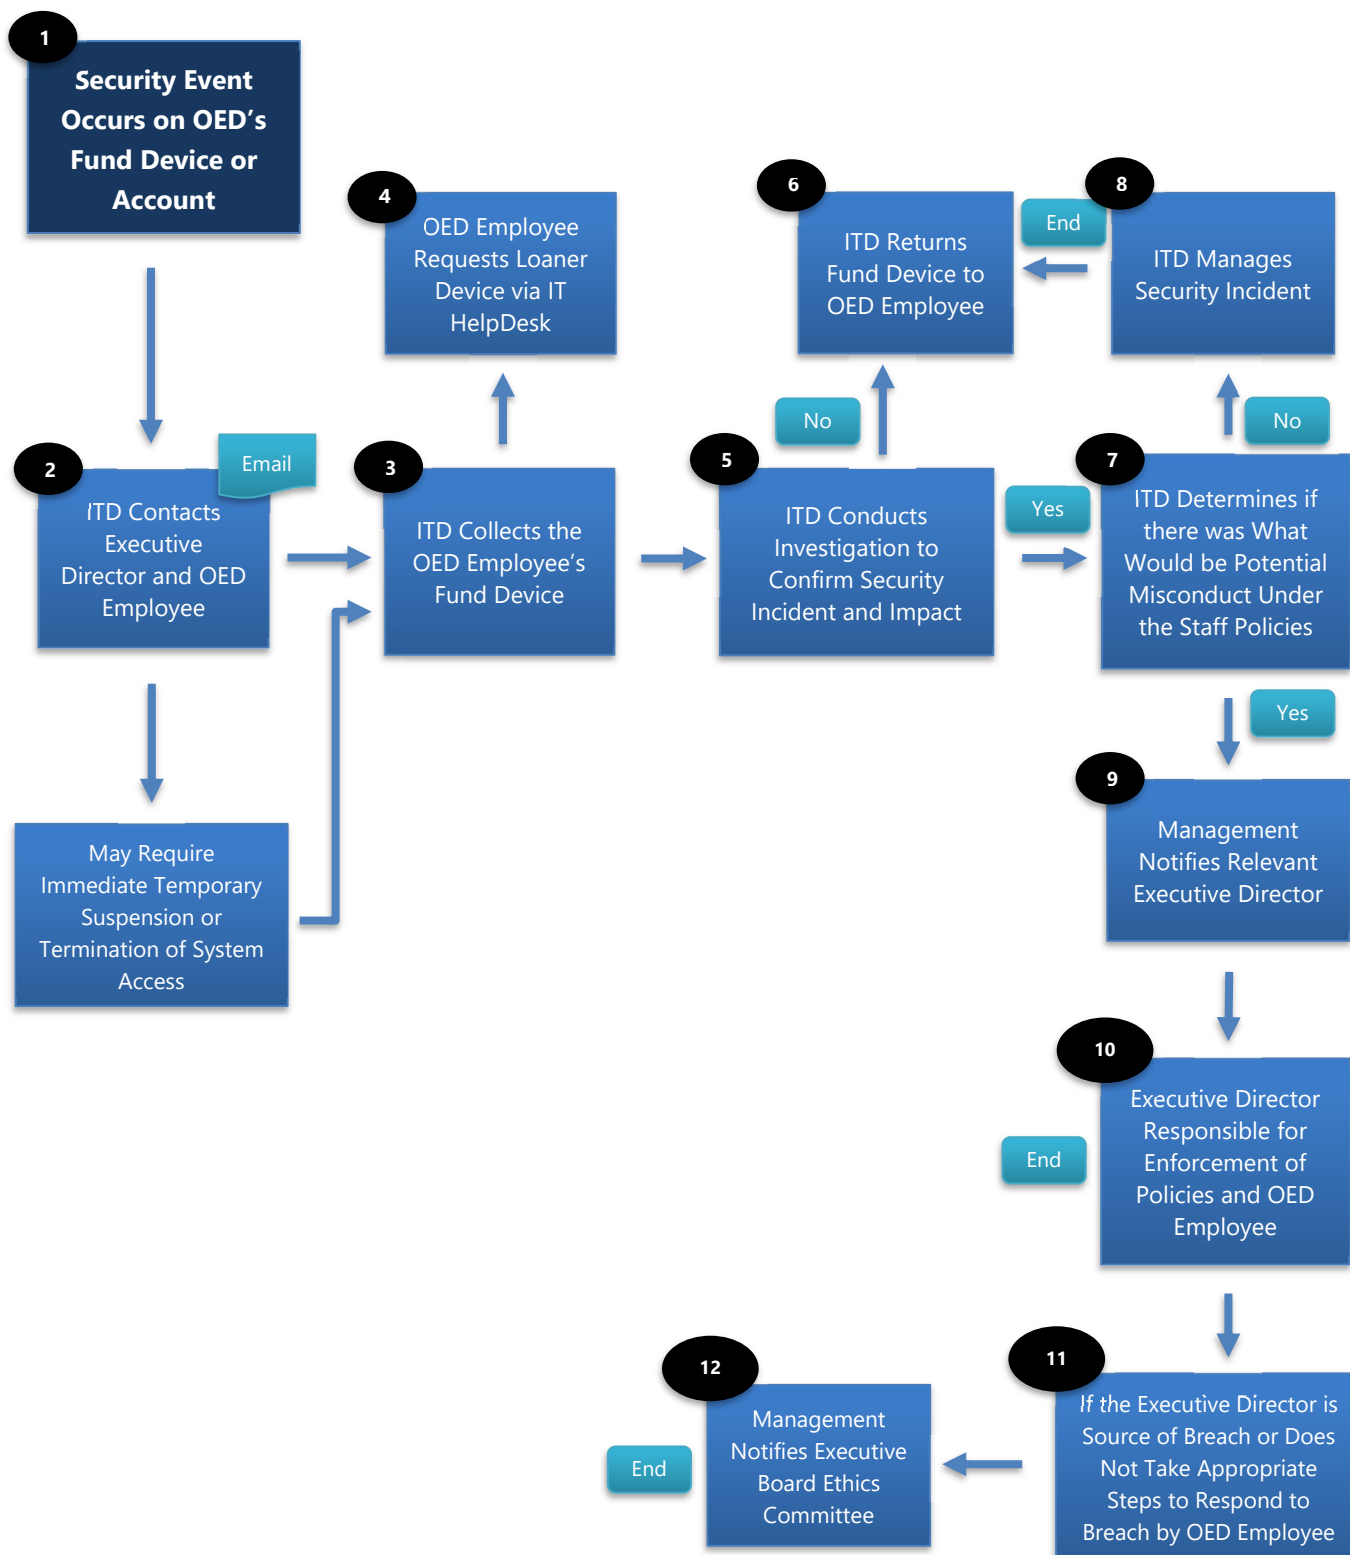 1
Security Event
Occurs on OED’s
Fund Device or
Account
4
OED Employee
Requests Loaner
Device via IT
HelpDesk
6
ITD Returns
Fund Device to
OED Employee
End
8
ITD Manages
Security Incident
No
No
2
Email
ITD Contacts
Executive
Director and OED
Employee
3
ITD Collects the
OED Employee’s
Fund Device
5
ITD Conducts
Investigation to
Confirm Security
Incident and Impact
Yes
7
ITD Determines if
there was What
Would be Potential
Misconduct Under
the Staff Policies
Yes
May Require
Immediate Temporary
Suspension or
Termination of System
Access
9
Management
Notifies Relevant
Executive Director
10
Executive Director
Responsible for
Enforcement of
Policies and OED
Employee
End
11
If the Executive Director is
Source of Breach or Does
Not Take Appropriate
Steps to Respond to
Breach by OED Employee
12
Management
Notifies Executive
Board Ethics
Committee
End